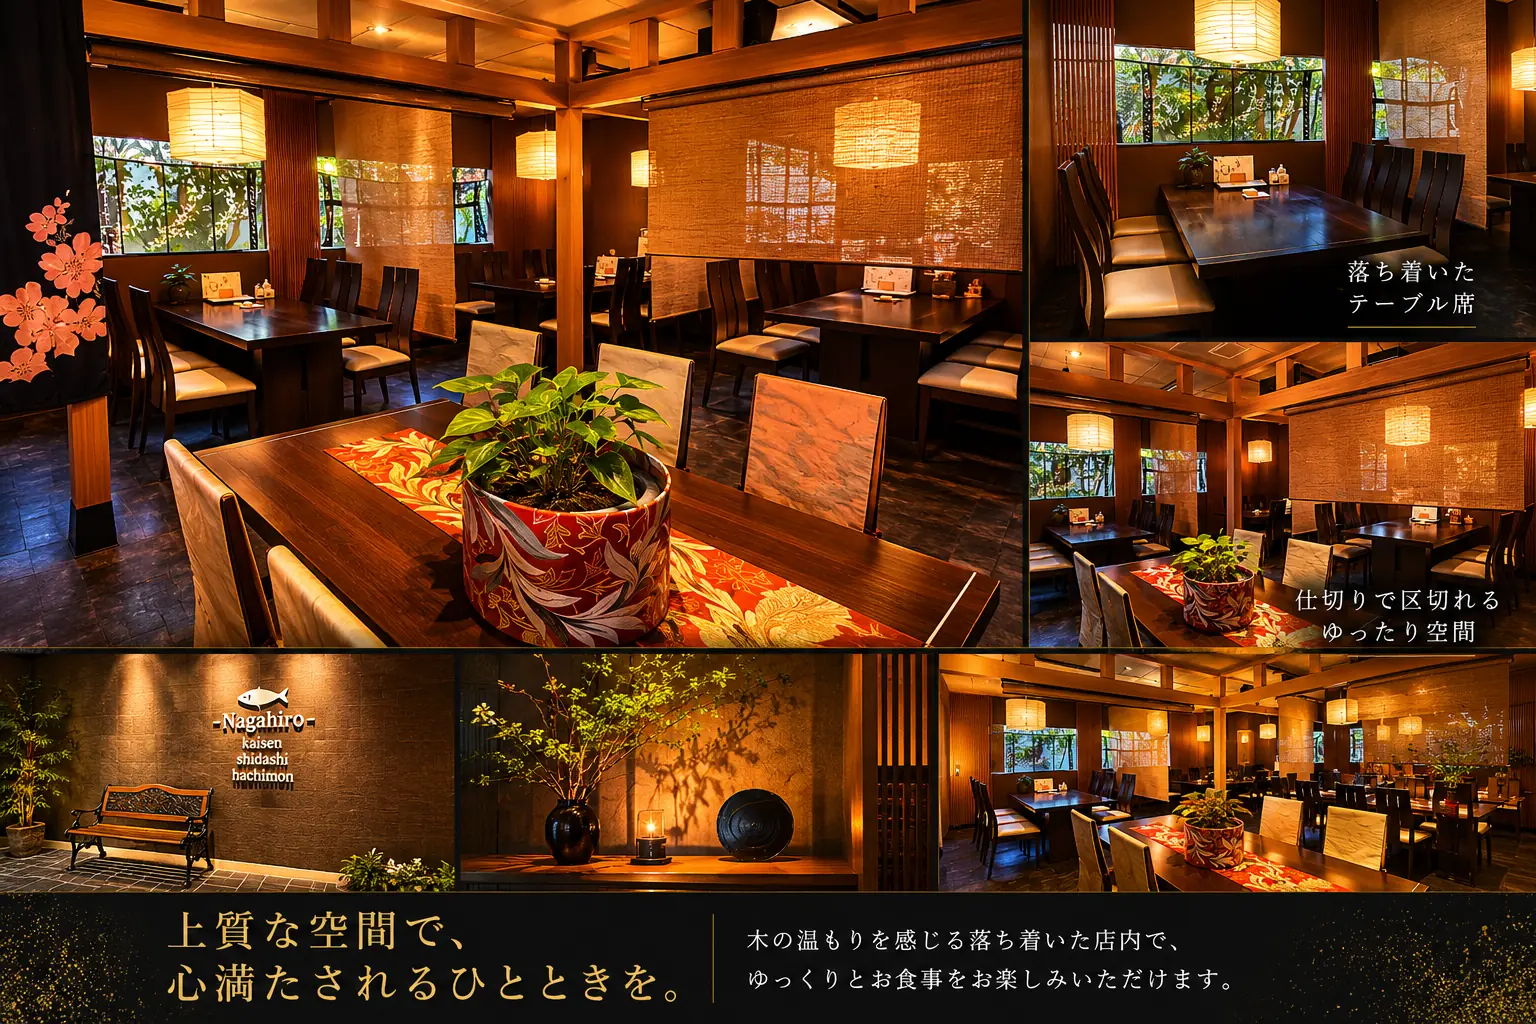 落ち着いた
テーブル席
仕切りで区切れる
ゆったり空間
-Nagahiro-
kaisen
shidashi
hachimon
上質な空間で、
心満たされるひとときを。
木の温もりを感じる落ち着いた店内で、
ゆっくりとお食事をお楽しみいただけます。